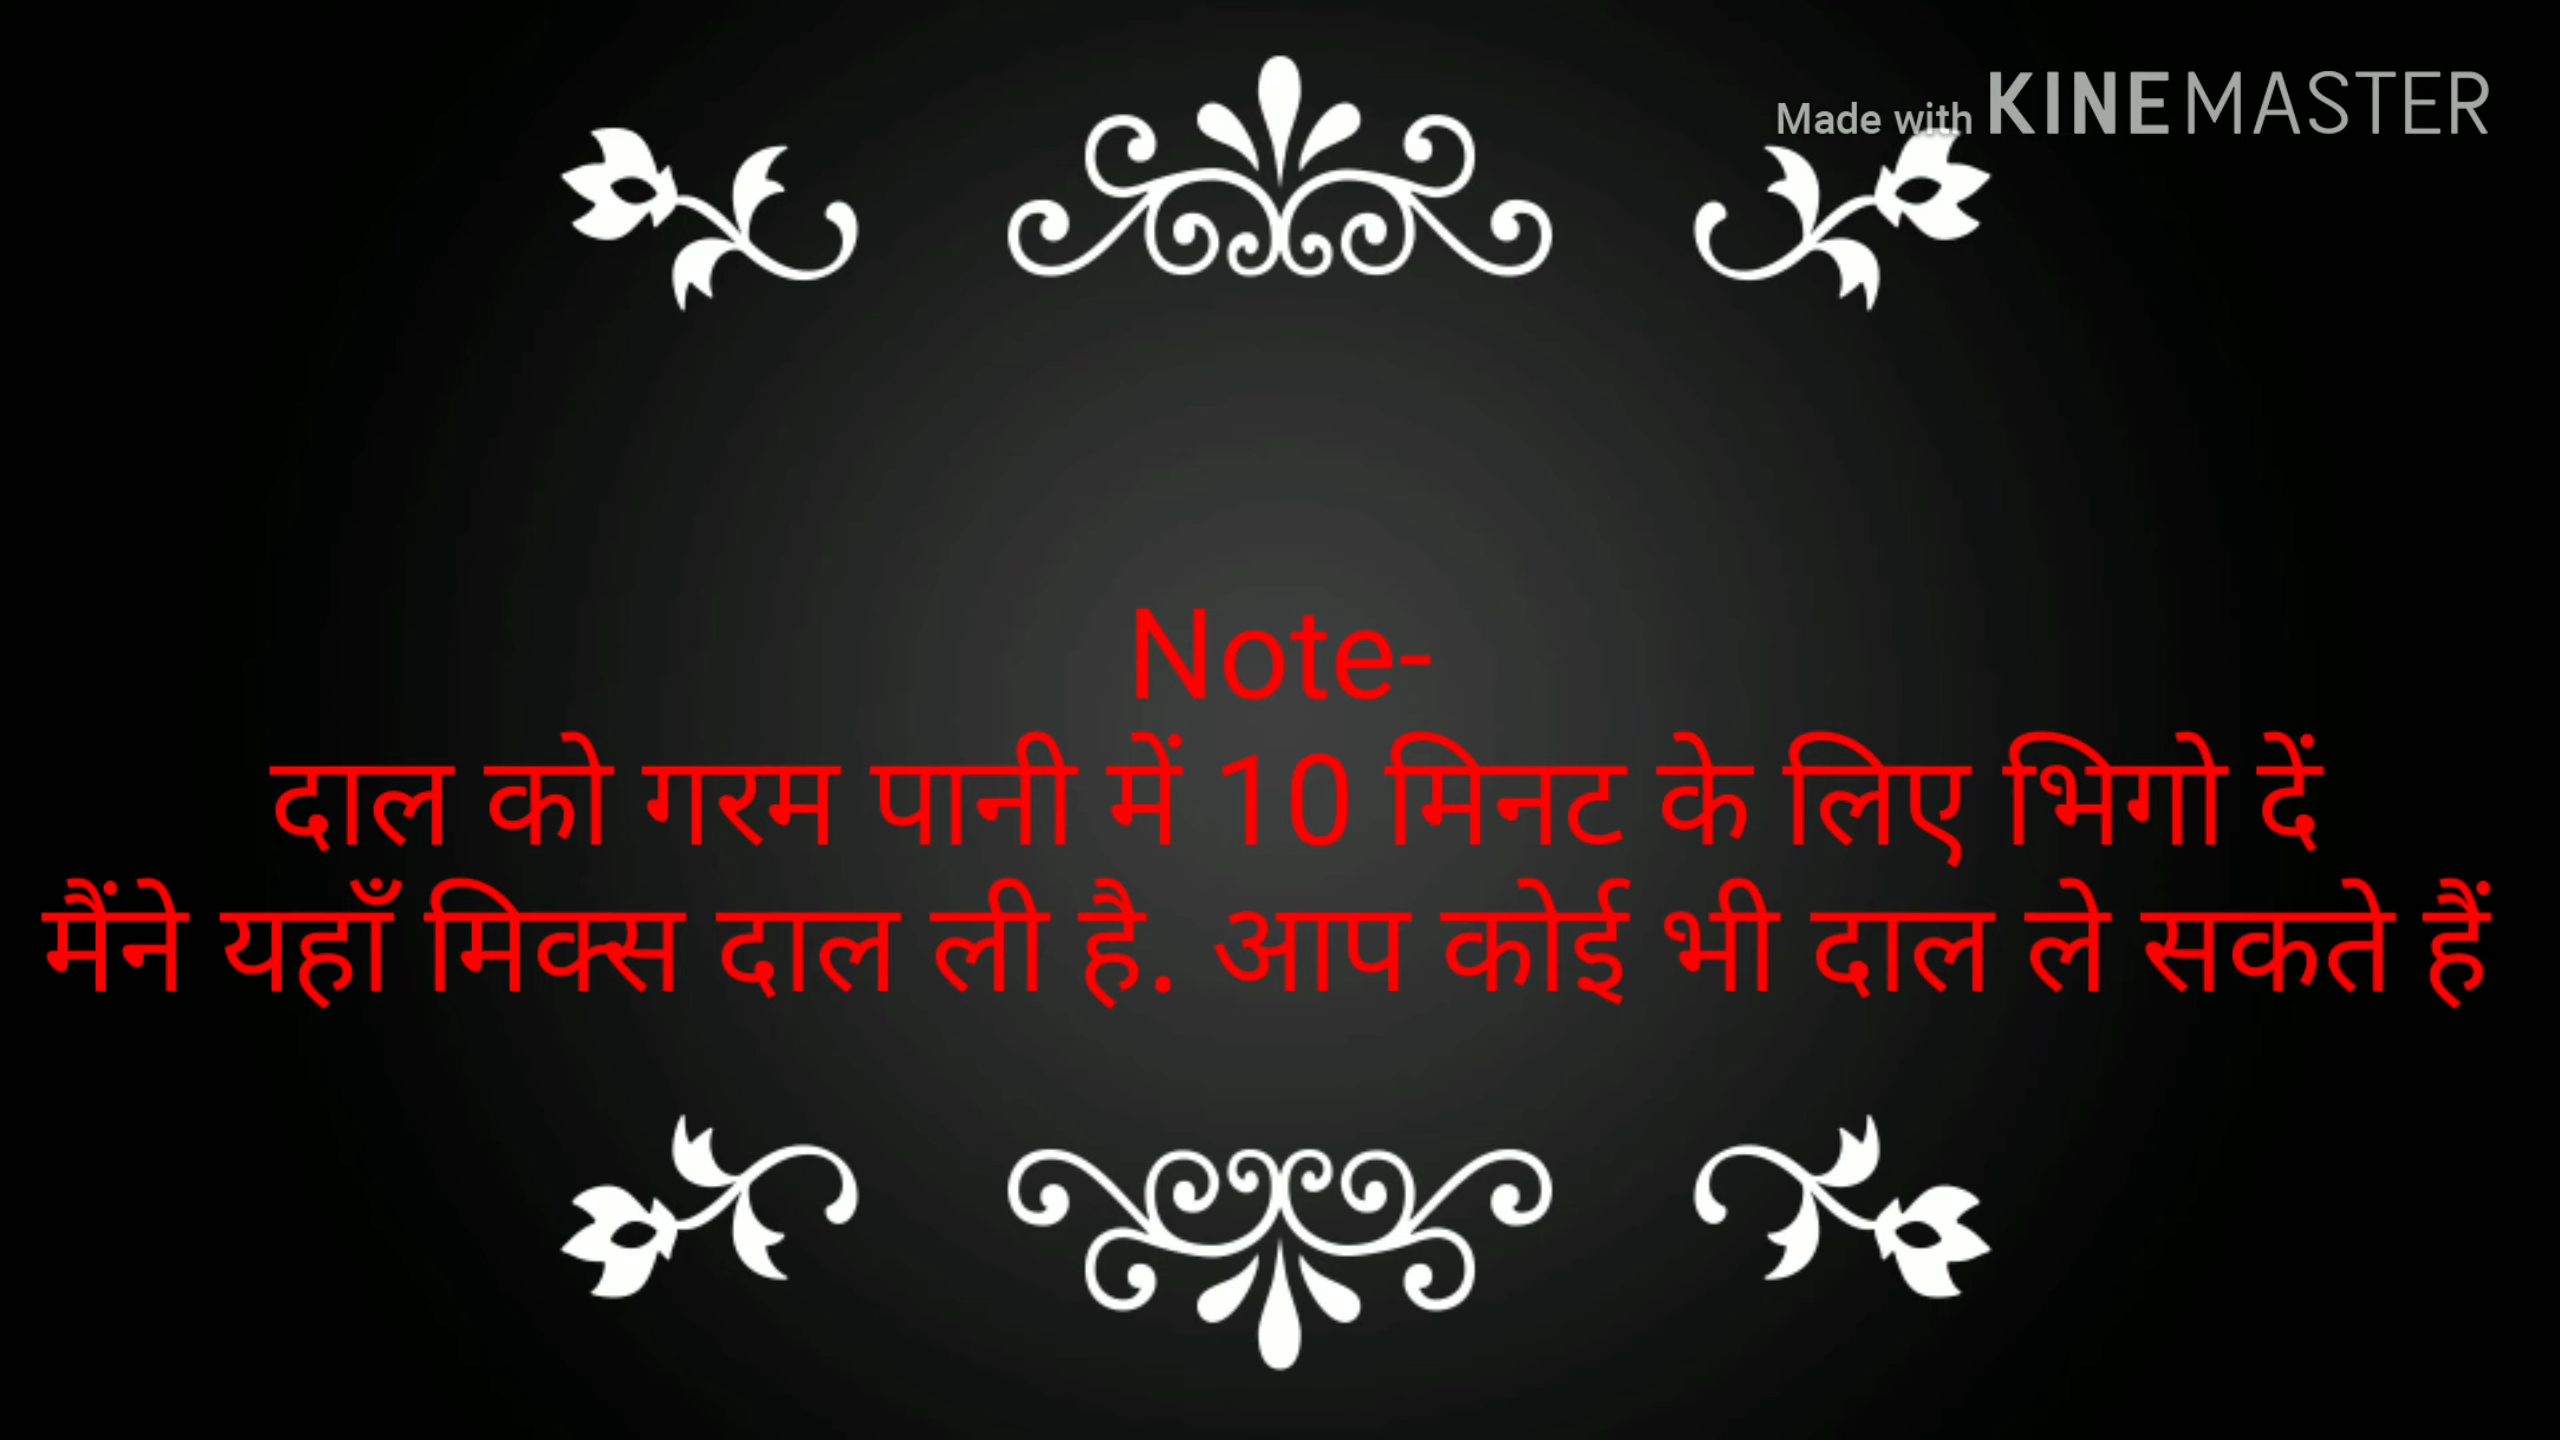 Made with KINEMASTER
Note-
दाल को गरम पानी में 10 मिनट के लिए भिगो दें
मैंने यहाँ मिक्स दाल ली है. आप कोई भी दाल ले सकते हैं